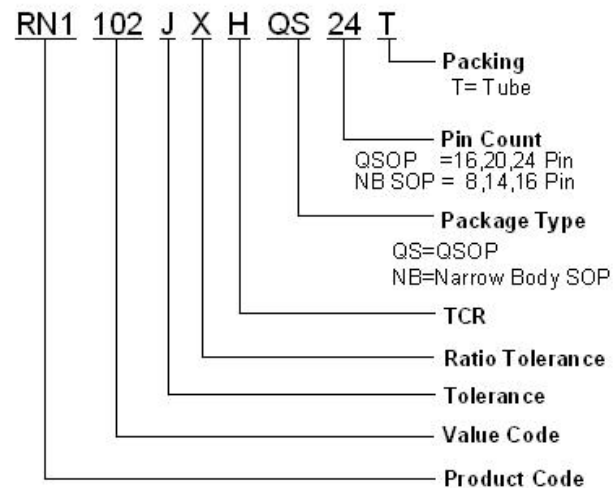 RN1 102 J X H QS 24 T
Packing
T= Tube
Pin Count
QSOP =16,20,24 Pin
NB SOP = 8,14,16 Pin
Package Type
QS=QSOP
NB=Narrow Body SOP
TCR
Ratio Tolerance
Tolerance
Value Code
Product Code